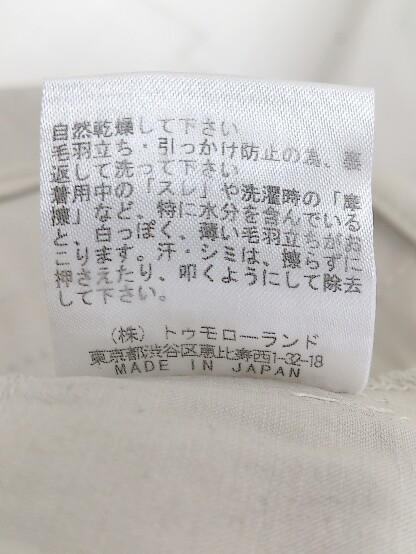 自然乾燥して下さい
毛羽立ち・引っかけ防止の為、裏
返して洗って下さい
着用中の「スレ」や洗濯時の「摩
擦」など、特に水分を含んでいる
と、白っぽく、薄い毛羽立ちがお
こります。汗・シミは、擦らずに
押さえたり、叩くようにして除去
して下さい。
(株) トゥモローランド
東京都渋谷区恵比寿西1-32-18
MADE IN JAPAN